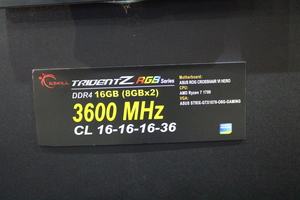 G.SKILL TRIDENT Z RGB Series
DDR4 16GB (8GBx2)
3600 MHz
CL 16-16-16-36
Motherboard:
ASUS ROG CROSSHAIR VI HERO
CPU:
AMD Ryzen 7 1700
VGA:
ASUS STRIX-GTX1070-O8G-GAMING